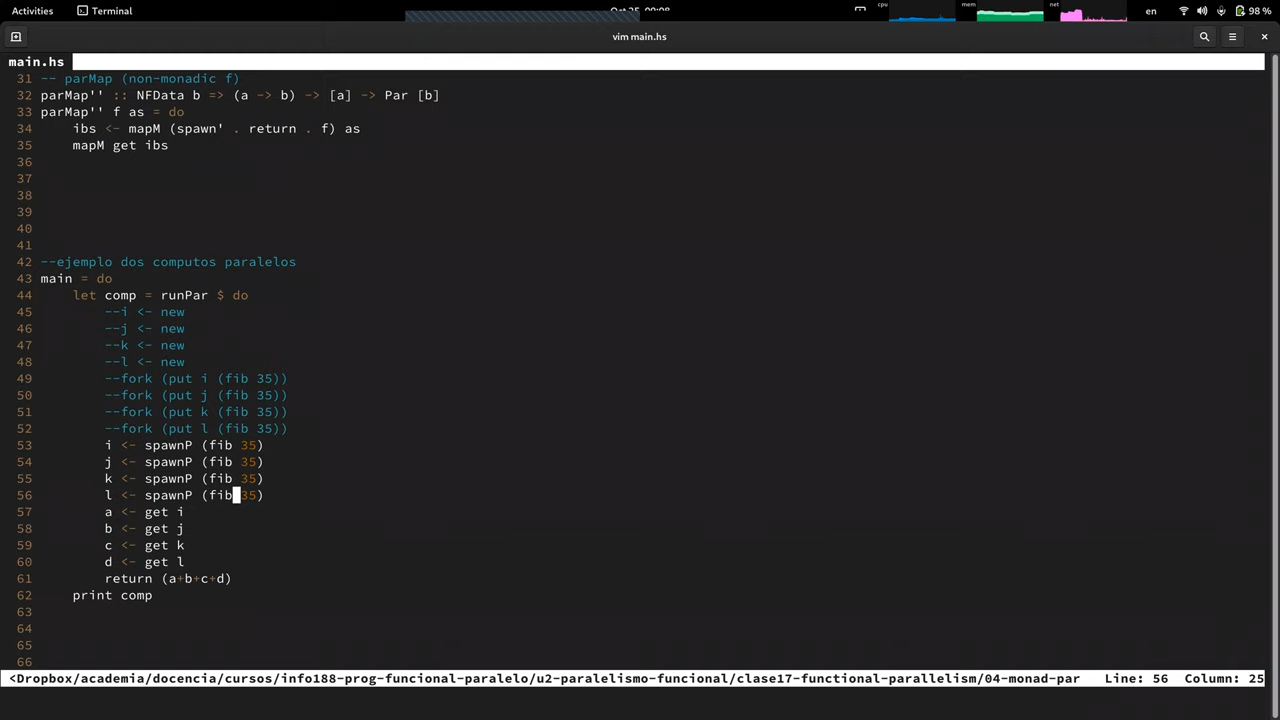 Activities Terminal cpu mem net en 98 %
vim main.hs
main.hs
31 -- parMap (non-monadic f)
32 parMap'' :: NFData b => (a -> b) -> [a] -> Par [b]
33 parMap'' f as = do
34     ibs <- mapM (spawn' . return . f) as
35     mapM get ibs
36
37
38
39
40
41
42 --ejemplo dos computos paralelos
43 main = do
44     let comp = runPar $ do
45         --i <- new
46         --j <- new
47         --k <- new
48         --l <- new
49         --fork (put i (fib 35))
50         --fork (put j (fib 35))
51         --fork (put k (fib 35))
52         --fork (put l (fib 35))
53         i <- spawnP (fib 35)
54         j <- spawnP (fib 35)
55         k <- spawnP (fib 35)
56         l <- spawnP (fib 35)
57         a <- get i
58         b <- get j
59         c <- get k
60         d <- get l
61         return (a+b+c+d)
62     print comp
63
64
65
66
<Dropbox/academia/docencia/cursos/info188-prog-funcional-paralelo/u2-paralelismo-funcional/clase17-functional-parallelism/04-monad-par Line: 56 Column: 25